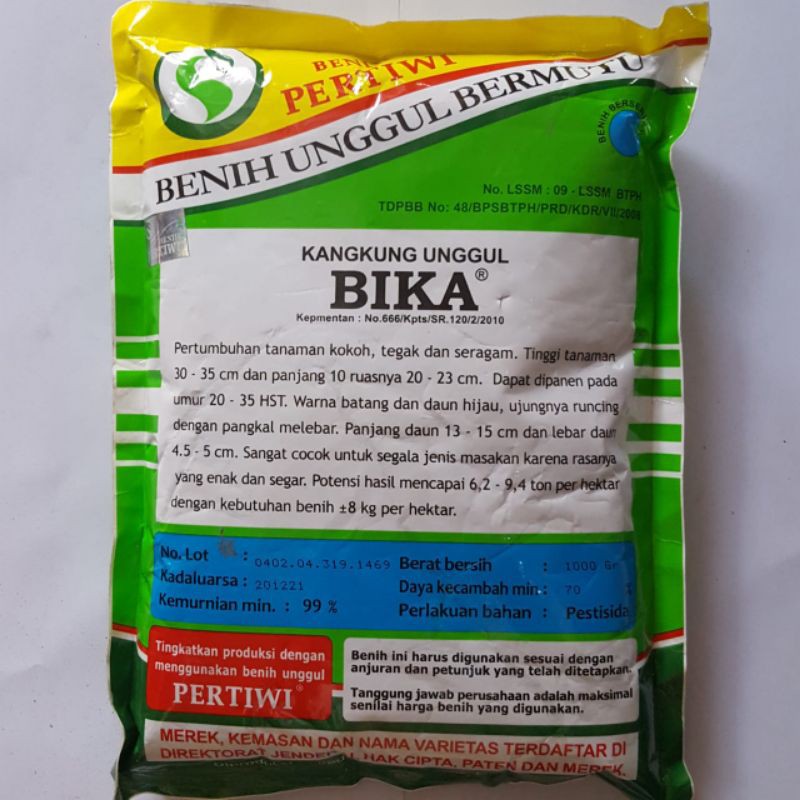 BENIH
PERTIWI
BENIH UNGGUL BERMUTU
No. LSSM : 09 - LSSM BTPH
TDPBB No: 48/BPSBTPH/PRD/KDR/VII/2008
KANGKUNG UNGGUL
BIKA®
Kepmentan : No.666/Kpts/SR.120/2/2010
Pertumbuhan tanaman kokoh, tegak dan seragam. Tinggi tanaman
30 - 35 cm dan panjang 10 ruasnya 20 - 23 cm. Dapat dipanen pada
umur 20 - 35 HST. Warna batang dan daun hijau, ujungnya runcing
dengan pangkal melebar. Panjang daun 13 - 15 cm dan lebar daun
4.5 - 5 cm. Sangat cocok untuk segala jenis masakan karena rasanya
yang enak dan segar. Potensi hasil mencapai 6,2 - 9,4 ton per hektar
dengan kebutuhan benih ±8 kg per hektar.
No. Lot : 0402.04.319.1469
Kadaluarsa : 201221
Kemurnian min. : 99 %
Berat bersih : 1000 Gr
Daya kecambah min : 70 %
Perlakuan bahan : Pestisida
Tingkatkan produksi dengan
menggunakan benih unggul
PERTIWI®
Benih ini harus digunakan sesuai dengan
anjuran dan petunjuk yang telah ditetapkan.
Tanggung jawab perusahaan adalah maksimal
senilai harga benih yang digunakan.
MEREK, KEMASAN DAN NAMA VARIETAS TERDAFTAR DI
DIREKTORAT JENDERAL HAK CIPTA, PATEN DAN MEREK.